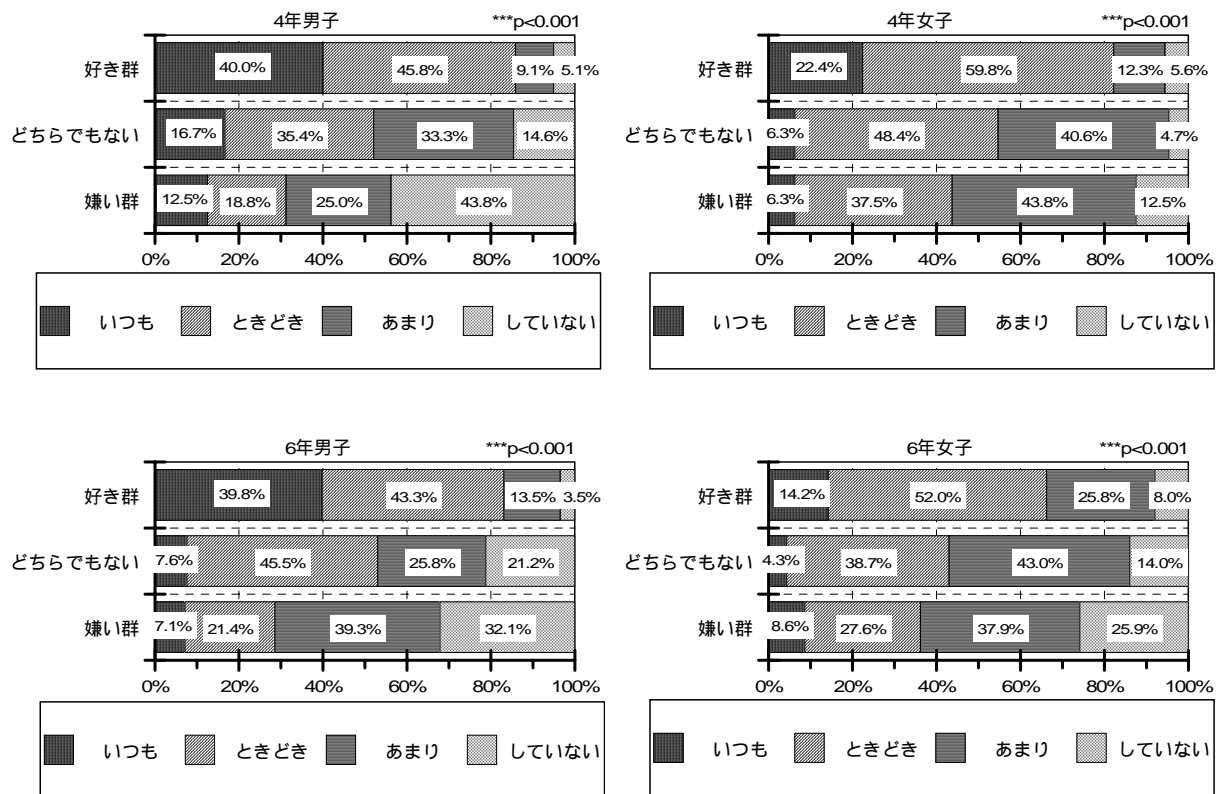 4年男子 ***p<0.001
好き群 40.0% 45.8% 9.1% 5.1%
どちらでもない 16.7% 35.4% 33.3% 14.6%
嫌い群 12.5% 18.8% 25.0% 43.8%
0% 20% 40% 60% 80% 100%
いつも ときどき あまり していない
4年女子 ***p<0.001
好き群 22.4% 59.8% 12.3% 5.6%
どちらでもない 6.3% 48.4% 40.6% 4.7%
嫌い群 6.3% 37.5% 43.8% 12.5%
0% 20% 40% 60% 80% 100%
いつも ときどき あまり していない
6年男子 ***p<0.001
好き群 39.8% 43.3% 13.5% 3.5%
どちらでもない 7.6% 45.5% 25.8% 21.2%
嫌い群 7.1% 21.4% 39.3% 32.1%
0% 20% 40% 60% 80% 100%
いつも ときどき あまり していない
6年女子 ***p<0.001
好き群 14.2% 52.0% 25.8% 8.0%
どちらでもない 4.3% 38.7% 43.0% 14.0%
嫌い群 8.6% 27.6% 37.9% 25.9%
0% 20% 40% 60% 80% 100%
いつも ときどき あまり していない